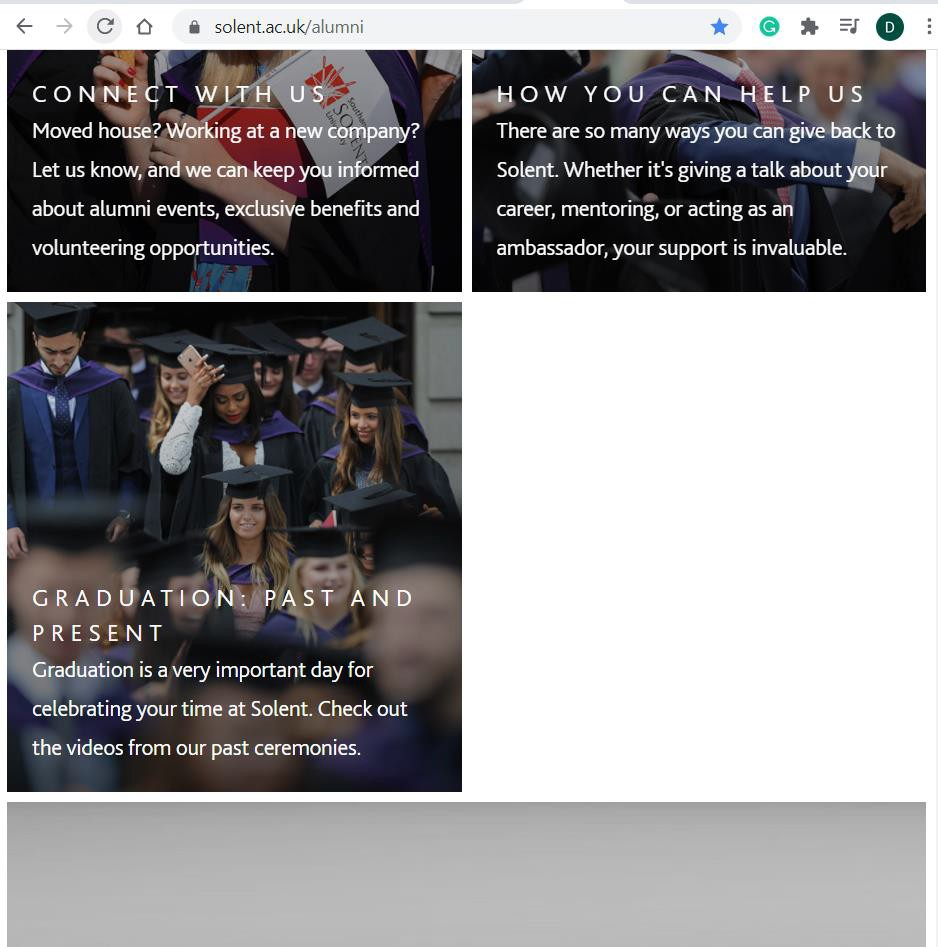 solent.ac.uk/alumni
D
CONNECT WITH US
Moved house? Working at a new company?
Let us know, and we can keep you informed
about alumni events, exclusive benefits and
volunteering opportunities.
Southampton
SOLENT
University
HOW YOU CAN HELP US
There are so many ways you can give back to
Solent. Whether it's giving a talk about your
career, mentoring, or acting as an
ambassador, your support is invaluable.
GRADUATION: PAST AND
PRESENT
Graduation is a very important day for
celebrating your time at Solent. Check out
the videos from our past ceremonies.